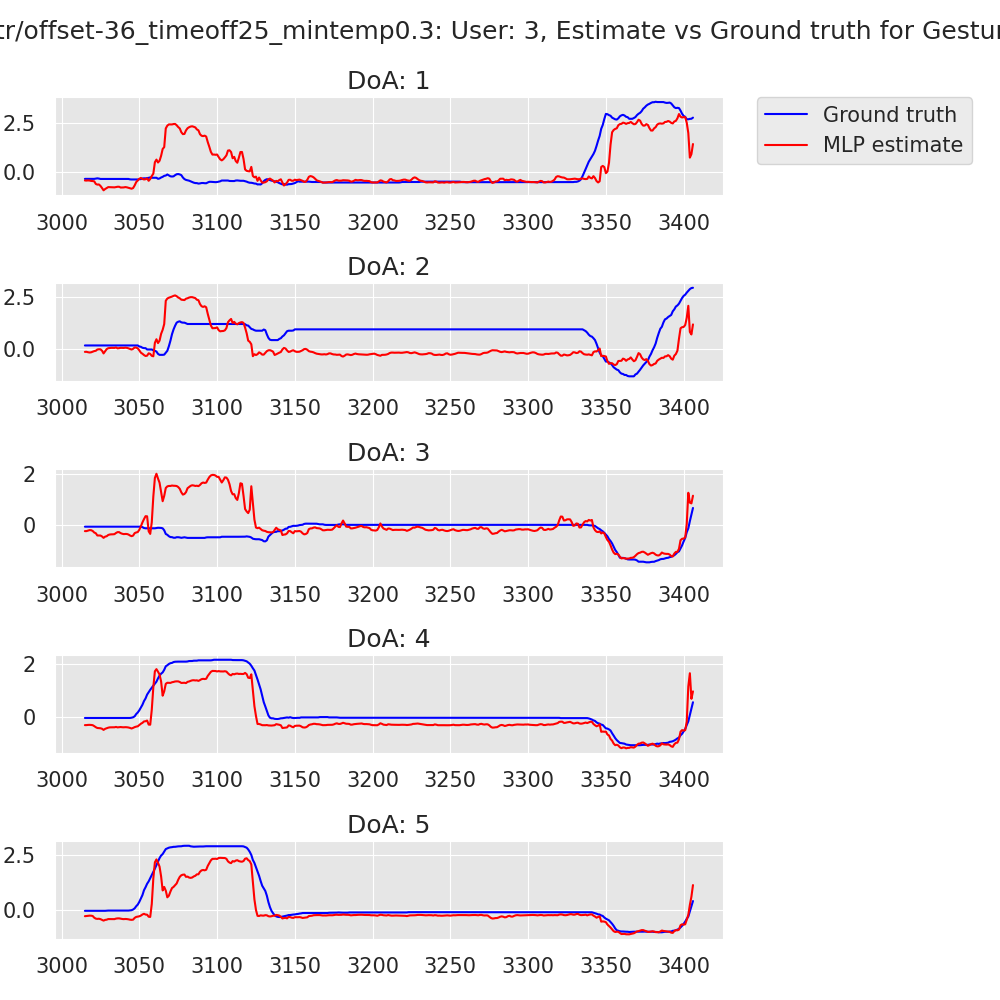 tr/offset-36_timeoff25_mintemp0.3: User: 3, Estimate vs Ground truth for Gestur
DoA: 1
Ground truth
MLP estimate
2.5
0.0
3000 3050 3100 3150 3200 3250 3300 3350 3400
DoA: 2
2.5
0.0
3000 3050 3100 3150 3200 3250 3300 3350 3400
DoA: 3
2
0
3000 3050 3100 3150 3200 3250 3300 3350 3400
DoA: 4
2
0
3000 3050 3100 3150 3200 3250 3300 3350 3400
DoA: 5
2.5
0.0
3000 3050 3100 3150 3200 3250 3300 3350 3400